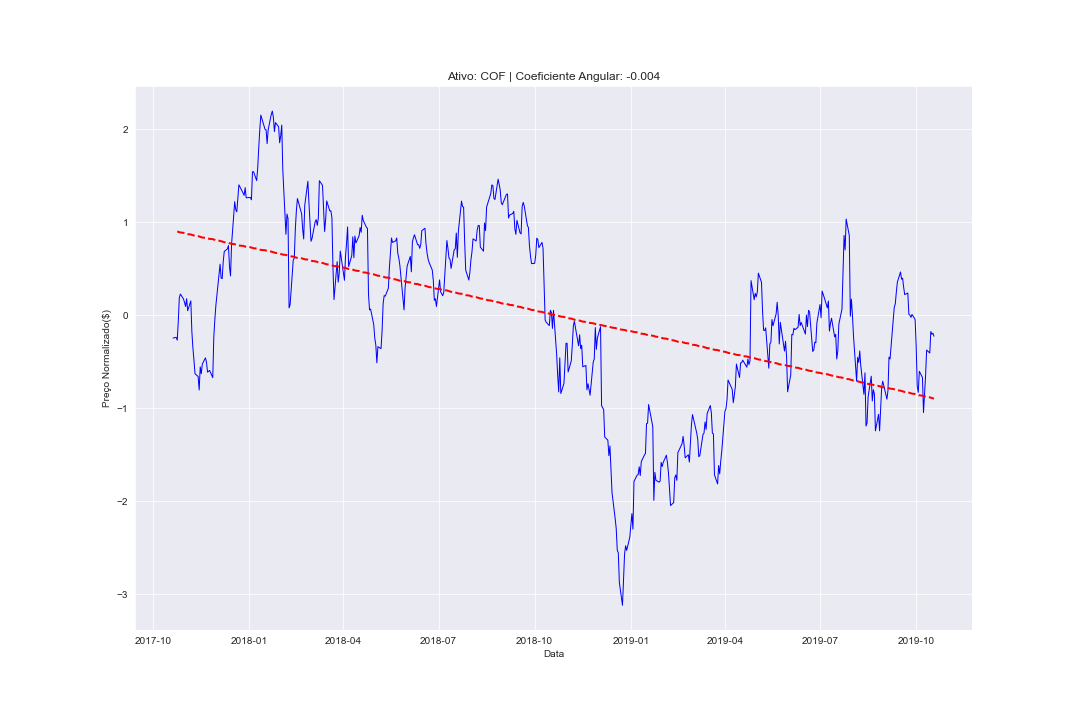 Ativo: COF | Coeficiente Angular: -0.004
Preço Normalizado($)
2
1
0
−1
−2
−3
2017-10 2018-01 2018-04 2018-07 2018-10 2019-01 2019-04 2019-07 2019-10
Data